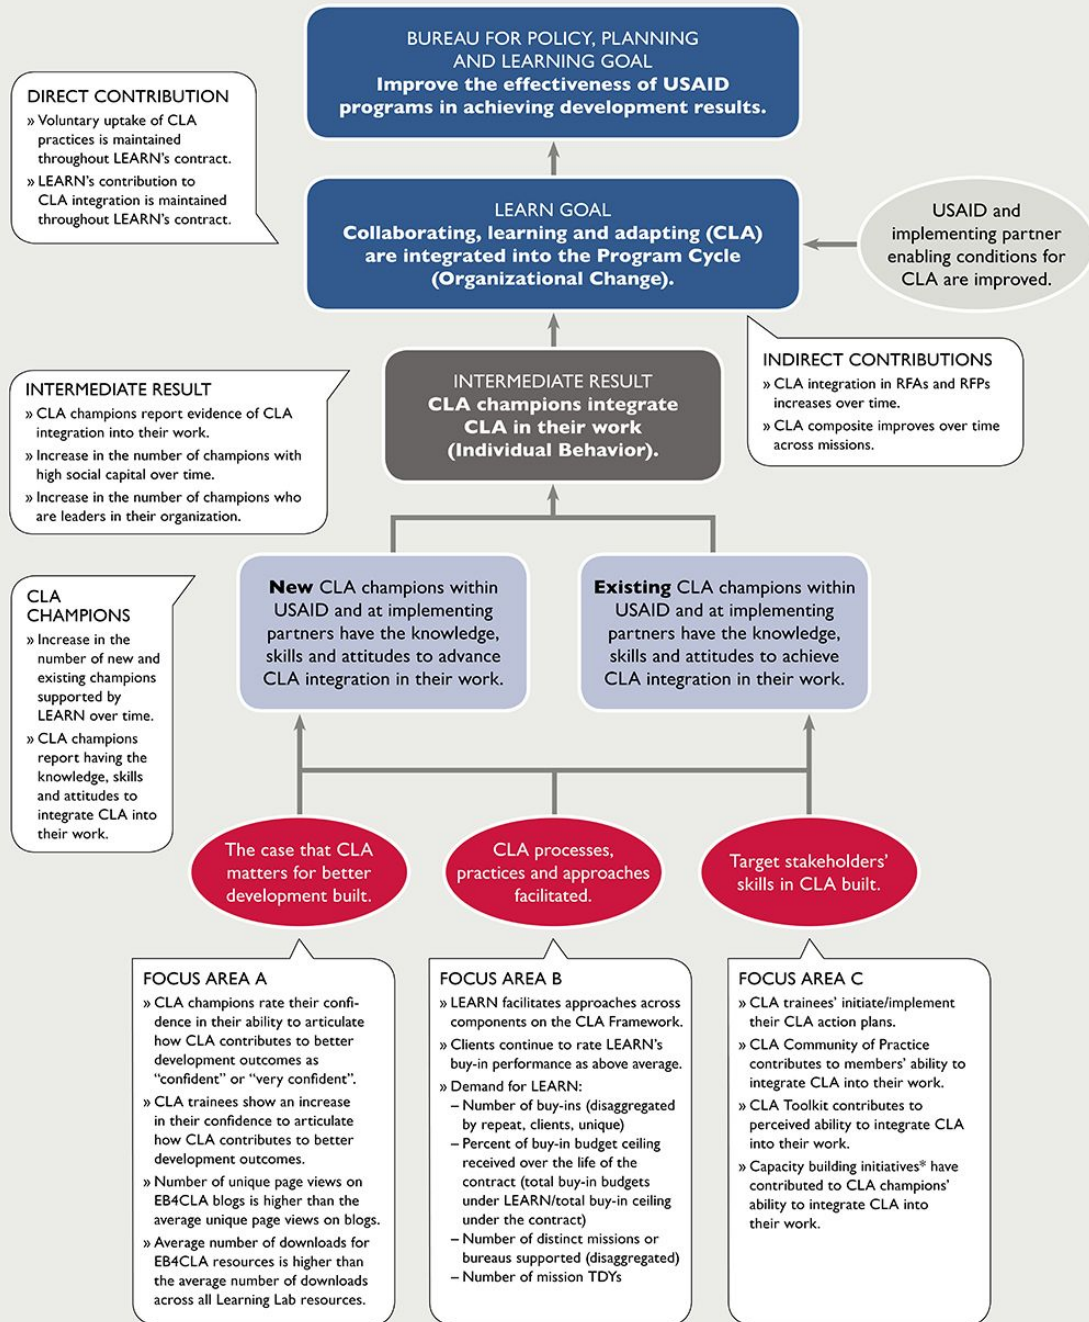 BUREAU FOR POLICY, PLANNING
AND LEARNING GOAL
Improve the effectiveness of USAID
programs in achieving development results.
DIRECT CONTRIBUTION
» Voluntary uptake of CLA
practices is maintained
throughout LEARN's contract.
» LEARN's contribution to
CLA integration is maintained
throughout LEARN's contract.
LEARN GOAL
Collaborating, learning and adapting (CLA)
are integrated into the Program Cycle
(Organizational Change).
USAID and
implementing partner
enabling conditions for
CLA are improved.
INDIRECT CONTRIBUTIONS
» CLA integration in RFAs and RFPs
increases over time.
» CLA composite improves over time
across missions.
INTERMEDIATE RESULT
CLA champions integrate
CLA in their work
(Individual Behavior).
INTERMEDIATE RESULT
» CLA champions report evidence of CLA
integration into their work.
» Increase in the number of champions with
high social capital over time.
» Increase in the number of champions who
are leaders in their organization.
New CLA champions within
USAID and at implementing
partners have the knowledge,
skills and attitudes to advance
CLA integration in their work.
Existing CLA champions within
USAID and at implementing
partners have the knowledge,
skills and attitudes to achieve
CLA integration in their work.
CLA
CHAMPIONS
» Increase in the
number of new and
existing champions
supported by
LEARN over time.
» CLA champions
report having the
knowledge, skills
and attitudes to
integrate CLA into
their work.
The case that CLA
matters for better
development built.
CLA processes,
practices and approaches
facilitated.
Target stakeholders'
skills in CLA built.
FOCUS AREA A
» CLA champions rate their confi-
dence in their ability to articulate
how CLA contributes to better
development outcomes as
"confident" or "very confident".
» CLA trainees show an increase
in their confidence to articulate
how CLA contributes to better
development outcomes.
» Number of unique page views on
EB4CLA blogs is higher than the
average unique page views on blogs.
» Average number of downloads for
EB4CLA resources is higher than
the average number of downloads
across all Learning Lab resources.
FOCUS AREA B
» LEARN facilitates approaches across
components on the CLA Framework.
» Clients continue to rate LEARN's
buy-in performance as above average.
» Demand for LEARN:
– Number of buy-ins (disaggregated
by repeat, clients, unique)
– Percent of buy-in budget ceiling
received over the life of the
contract (total buy-in budgets
under LEARN/total buy-in ceiling
under the contract)
– Number of distinct missions or
bureaus supported (disaggregated)
– Number of mission TDYs
FOCUS AREA C
» CLA trainees' initiate/implement
their CLA action plans.
» CLA Community of Practice
contributes to members' ability to
integrate CLA into their work.
» CLA Toolkit contributes to
perceived ability to integrate CLA
into their work.
» Capacity building initiatives* have
contributed to CLA champions'
ability to integrate CLA into
their work.